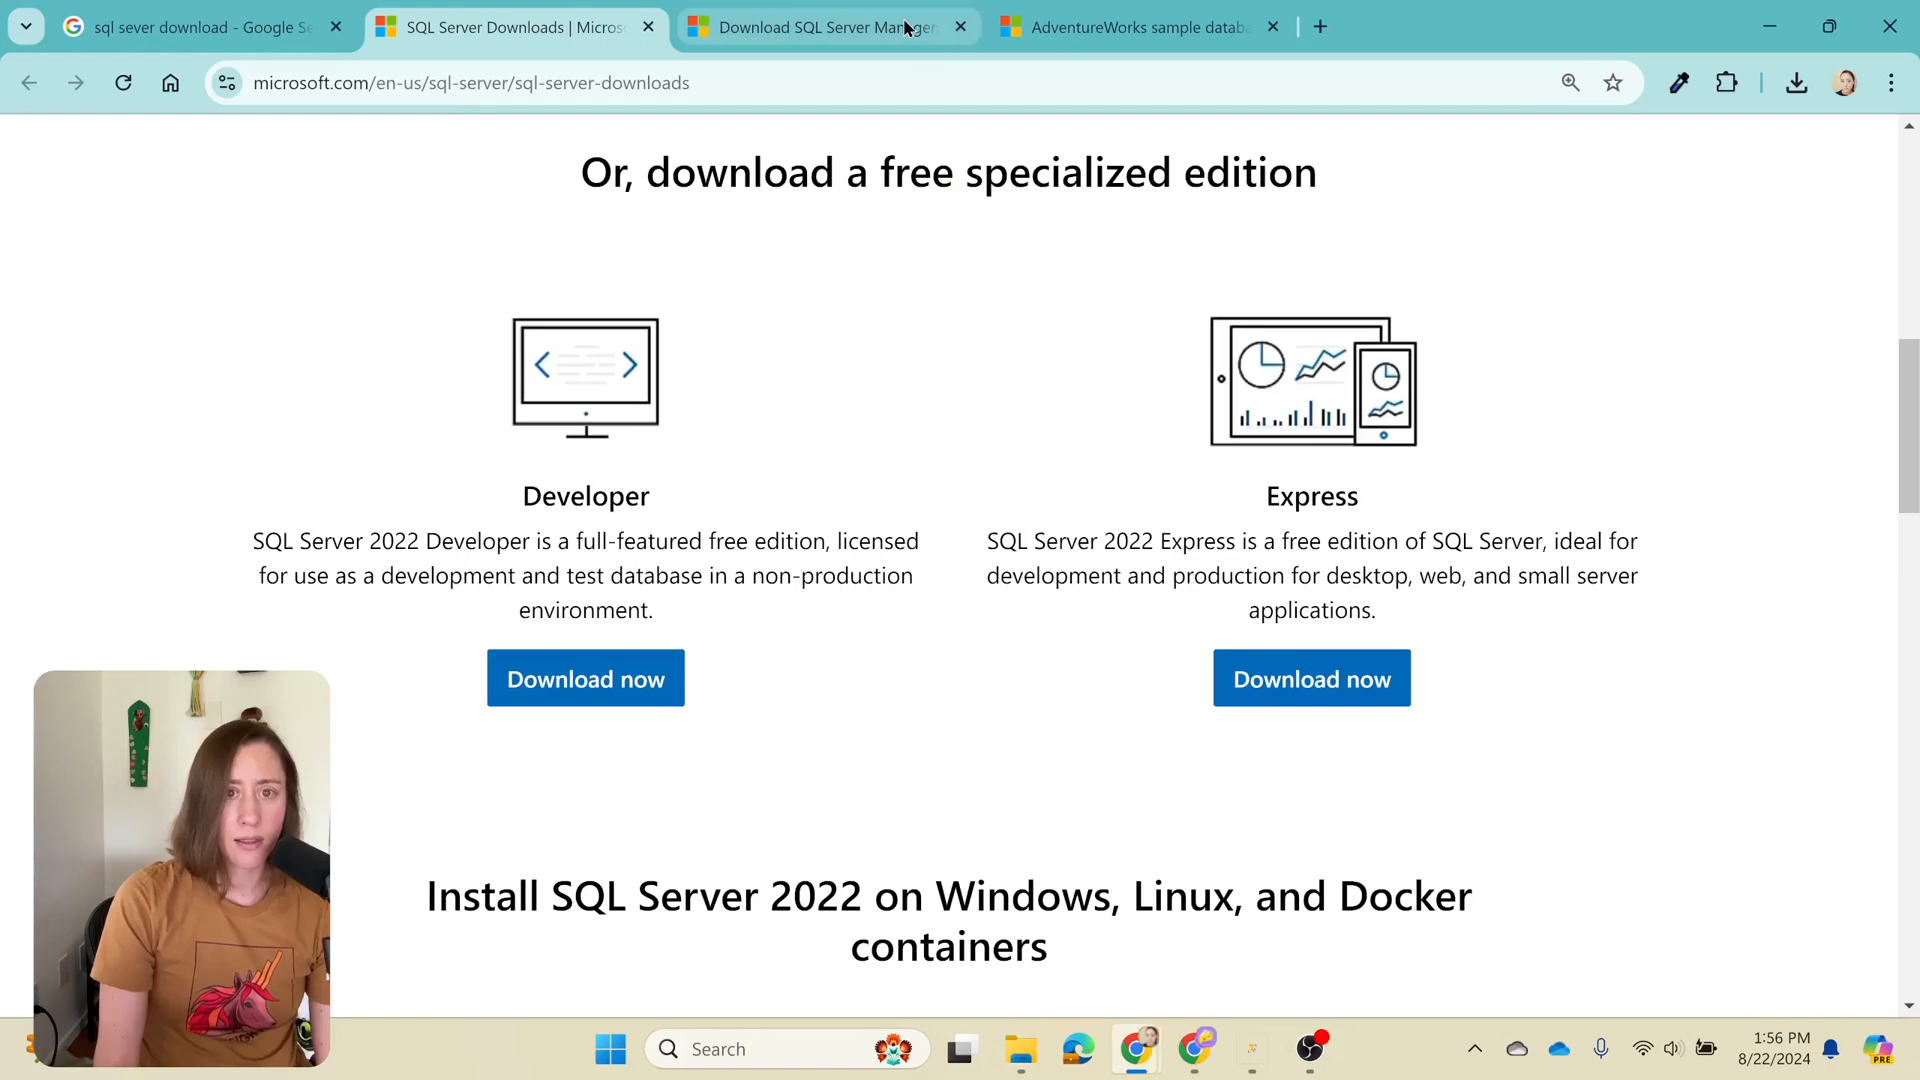 sql sever download - Google Se
SQL Server Downloads | Micros
Download SQL Server Manager
AdventureWorks sample databa
microsoft.com/en-us/sql-server/sql-server-downloads
Or, download a free specialized edition
Developer
SQL Server 2022 Developer is a full-featured free edition, licensed
for use as a development and test database in a non-production
environment.
Download now
Express
SQL Server 2022 Express is a free edition of SQL Server, ideal for
development and production for desktop, web, and small server
applications.
Download now
Install SQL Server 2022 on Windows, Linux, and Docker
containers
Search
1:56 PM
8/22/2024
PRE